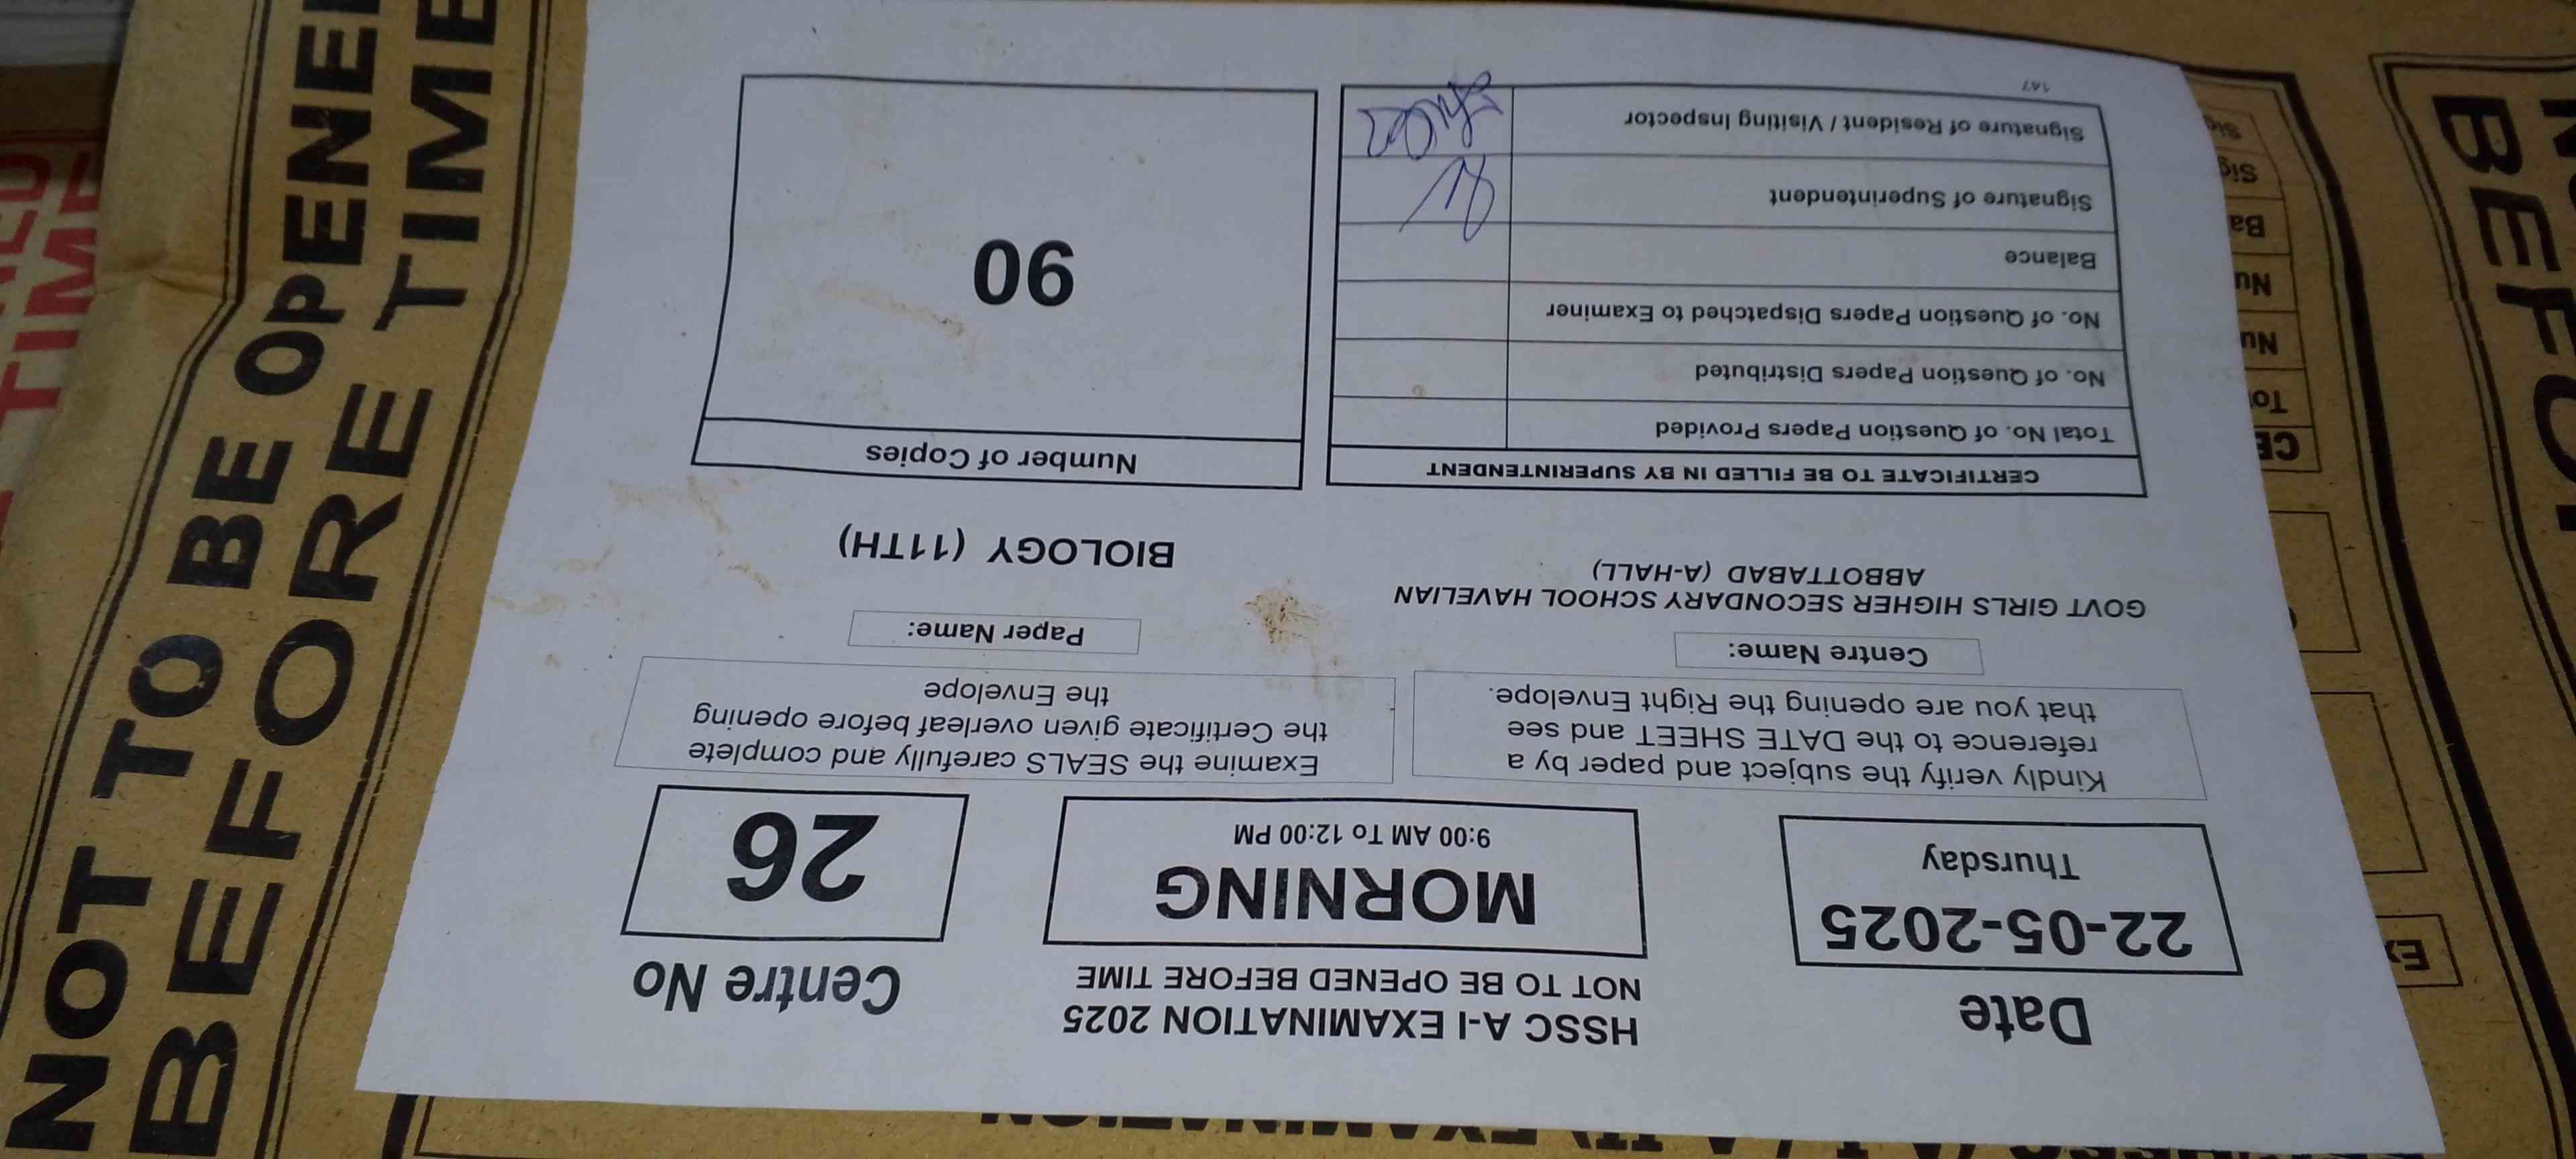 HSSC A-I EXAMINATION 2025
NOT TO BE OPENED BEFORE TIME
Date
22-05-2025
Thursday
MORNING
9:00 AM To 12:00 PM
Centre No
26
Kindly verify the subject and paper by a
reference to the DATE SHEET and see
that you are opening the Right Envelope.
Examine the SEALS carefully and complete
the Certificate given overleaf before opening
the Envelope
Centre Name:
GOVT GIRLS HIGHER SECONDARY SCHOOL HAVELIAN
ABBOTTABAD (A-HALL)
Paper Name:
BIOLOGY (11TH)
CERTIFICATE TO BE FILLED IN BY SUPERINTENDENT
Total No. of Question Papers Provided
No. of Question Papers Distributed
No. of Question Papers Dispatched to Examiner
Balance
Signature of Superintendent
Signature of Resident / Visiting Inspector
147
Number of Copies
90
NOT TO BE OPENED
BEFORE TIME